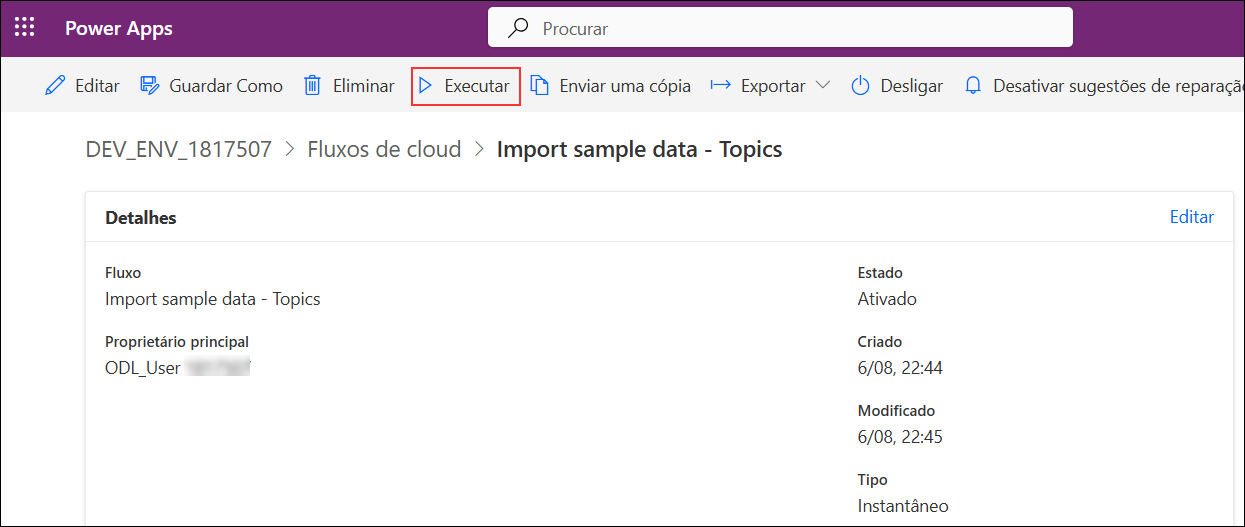 Power Apps
Procurar
Editar Guardar Como Eliminar Executar Enviar uma cópia Exportar Desligar Desativar sugestões de reparação
DEV_ENV_1817507 > Fluxos de cloud > Import sample data - Topics
Detalhes Editar
Fluxo
Import sample data - Topics
Proprietário principal
ODL_User
Estado
Ativado
Criado
6/08, 22:44
Modificado
6/08, 22:45
Tipo
Instantâneo